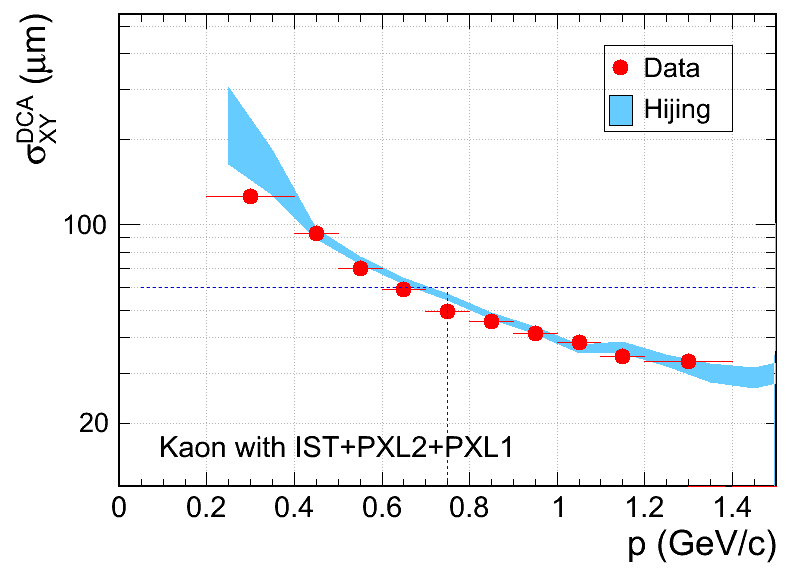 σXY^DCA (μm)
Data
Hijing
100
20
Kaon with IST+PXL2+PXL1
0 0.2 0.4 0.6 0.8 1 1.2 1.4
p (GeV/c)